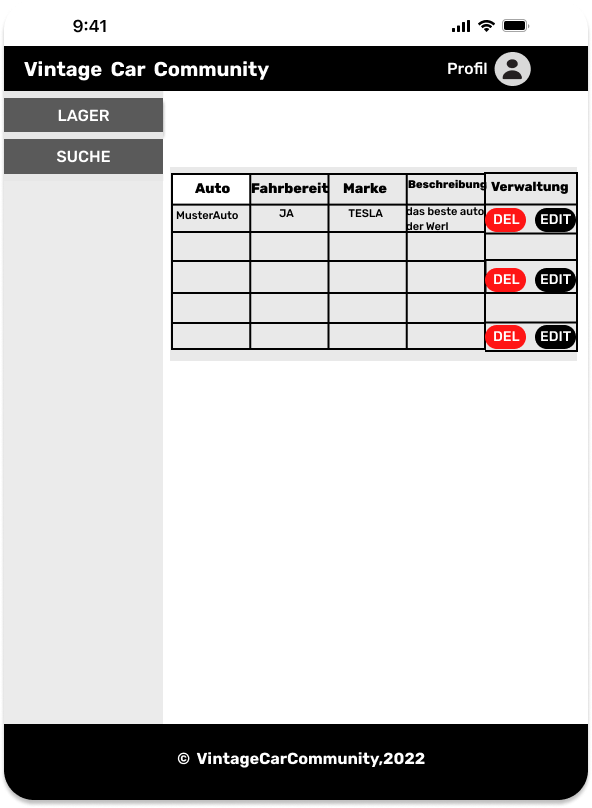 9:41
Vintage Car Community
Profil
LAGER
SUCHE
Auto Fahrbereit Marke Beschreibung Verwaltung
MusterAuto JA TESLA das beste auto DEL EDIT
der Werl
DEL EDIT
DEL EDIT
© VintageCarCommunity,2022